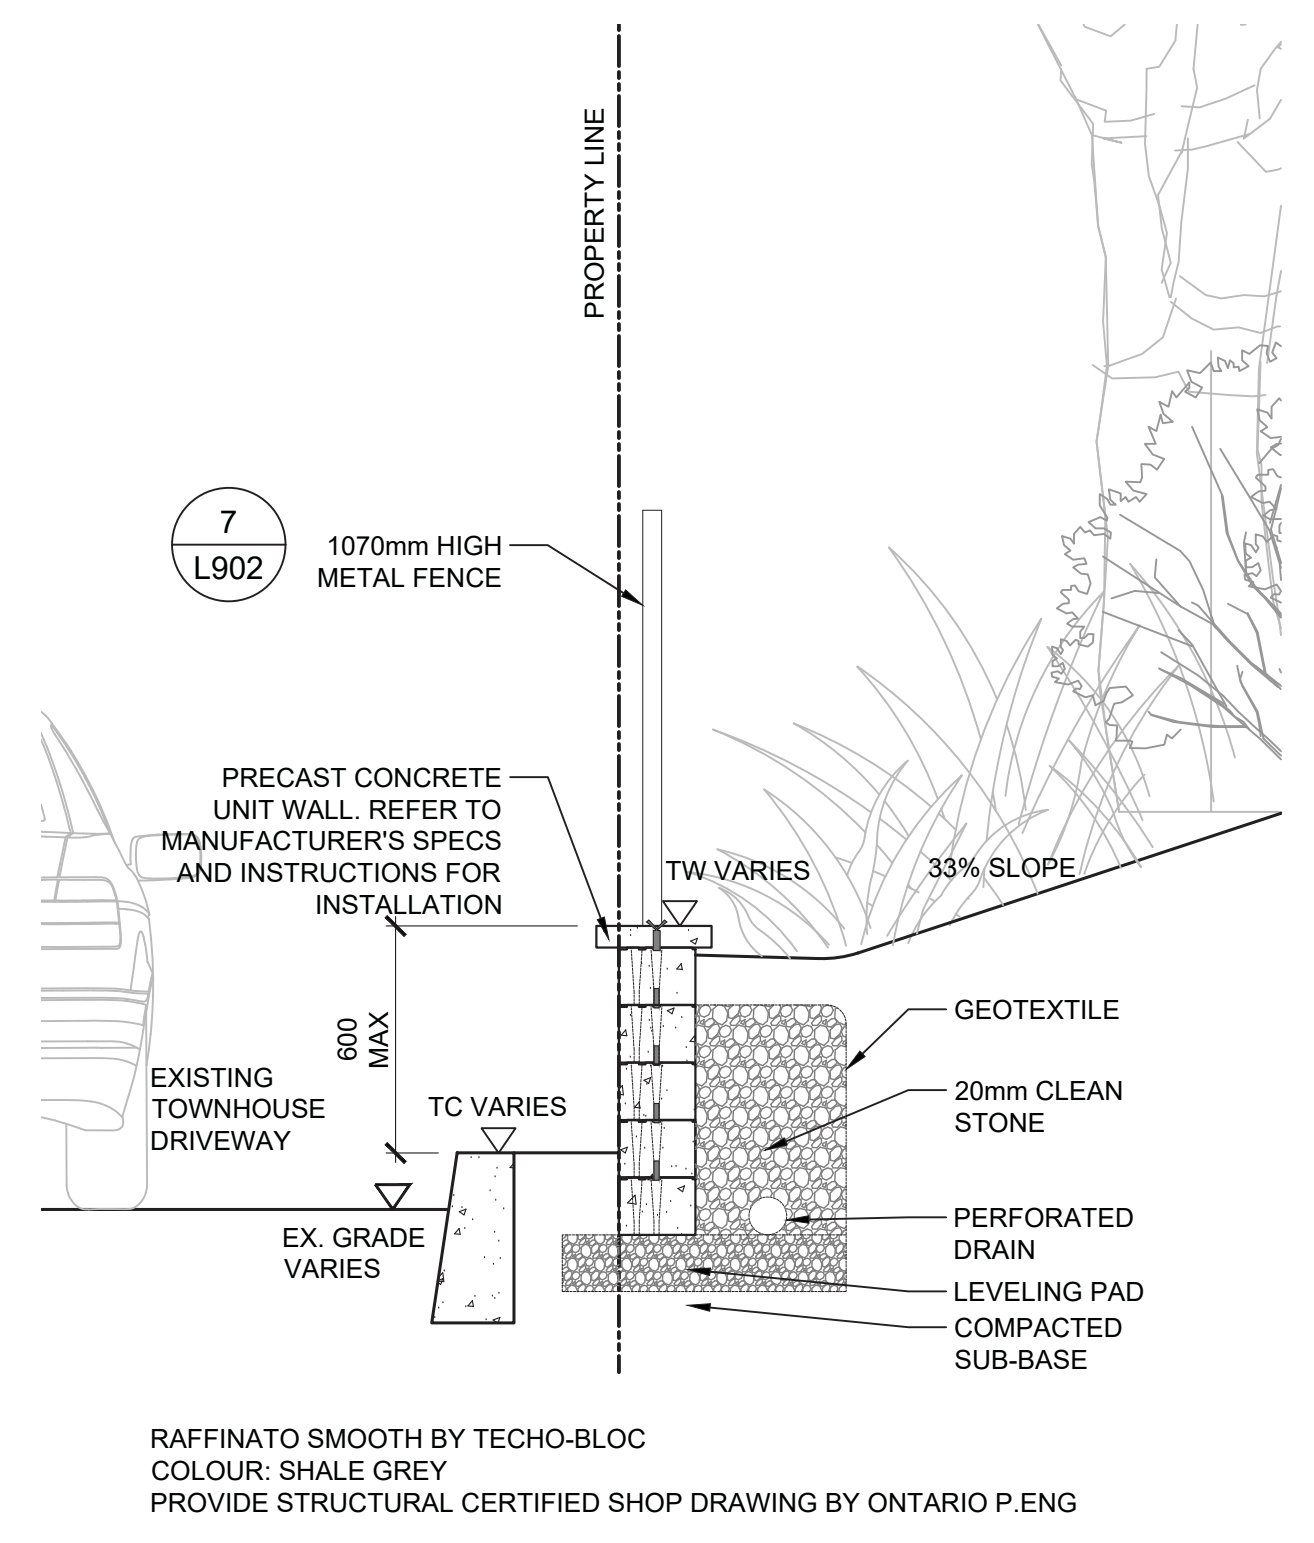 PROPERTY LINE
7
L902
1070mm HIGH
METAL FENCE
PRECAST CONCRETE
UNIT WALL. REFER TO
MANUFACTURER'S SPECS
AND INSTRUCTIONS FOR
INSTALLATION
TW VARIES
33% SLOPE
600
MAX
GEOTEXTILE
20mm CLEAN
STONE
EXISTING
TOWNHOUSE
DRIVEWAY
TC VARIES
EX. GRADE
VARIES
PERFORATED
DRAIN
LEVELING PAD
COMPACTED
SUB-BASE
RAFFINATO SMOOTH BY TECHO-BLOC
COLOUR: SHALE GREY
PROVIDE STRUCTURAL CERTIFIED SHOP DRAWING BY ONTARIO P.ENG